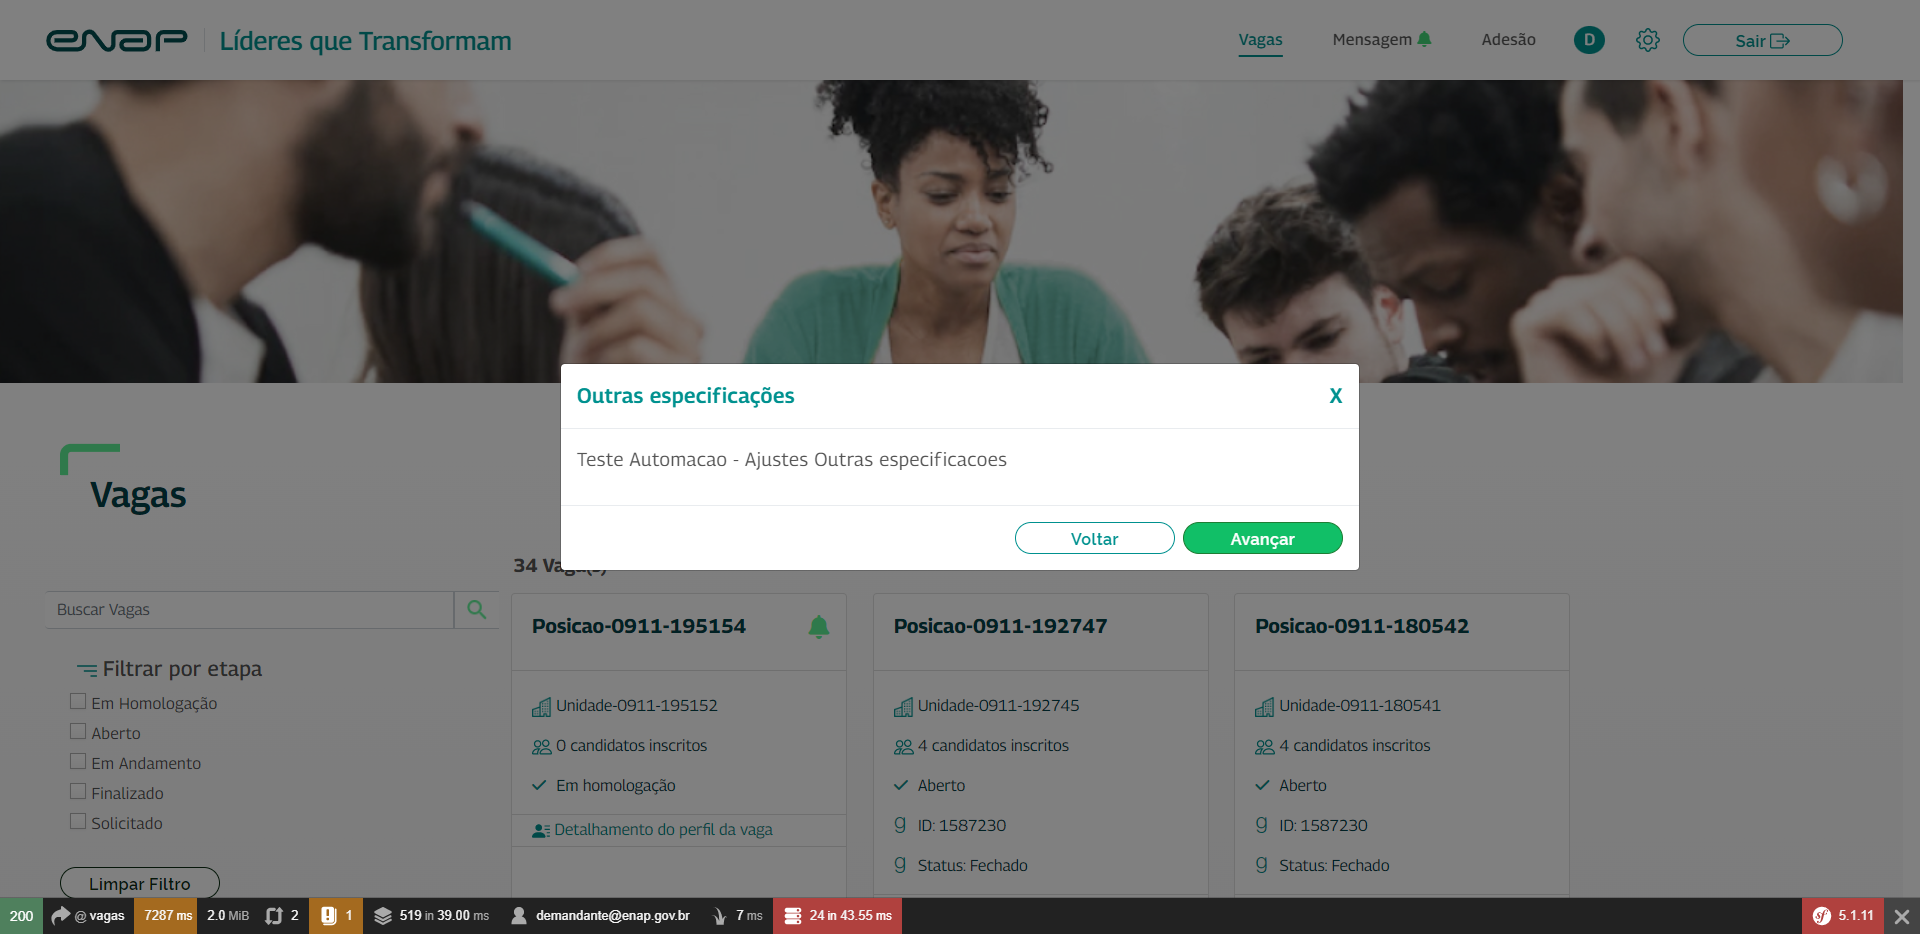 enap
Líderes que Transformam
Vagas
Mensagem
Adesão
D
Sair
Outras especificações
X
Teste Automacao - Ajustes Outras especificacoes
Voltar
Avançar
Vagas
34 Vaga(s)
Buscar Vagas
Filtrar por etapa
Em Homologação
Aberto
Em Andamento
Finalizado
Solicitado
Limpar Filtro
Posicao-0911-195154
Unidade-0911-195152
0 candidatos inscritos
Em homologação
Detalhamento do perfil da vaga
Posicao-0911-192747
Unidade-0911-192745
4 candidatos inscritos
Aberto
ID: 1587230
Status: Fechado
Posicao-0911-180542
Unidade-0911-180541
4 candidatos inscritos
Aberto
ID: 1587230
Status: Fechado
200 @ vagas 7287 ms 2.0 MiB 2 1 519 in 39.00 ms demandante@enap.gov.br 7 ms 24 in 43.55 ms sf 5.1.11